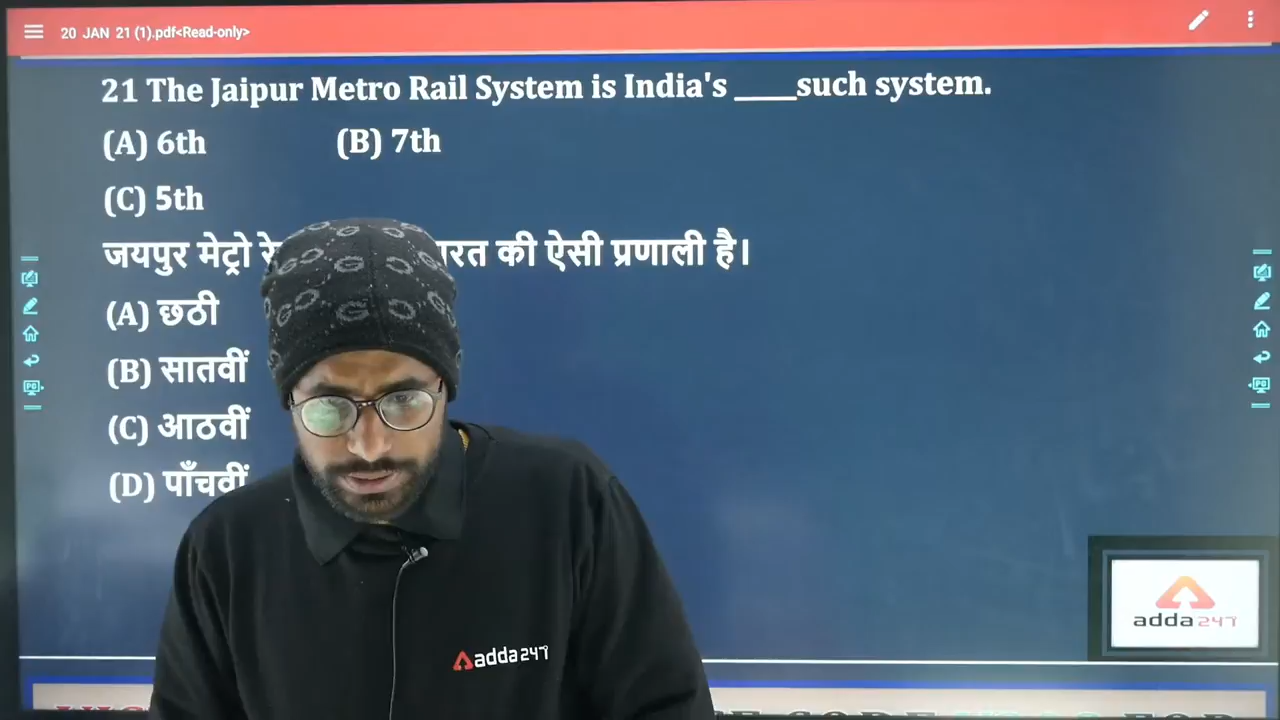 20 JAN 21 (1).pdf<Read-only>
21 The Jaipur Metro Rail System is India's ____such system.
(A) 6th (B) 7th
(C) 5th
जयपुर मेट्रो की ऐसी प्रणाली है।
(A) छठी
(B) सातवीं
(C) आठवीं
(D) पाँचवीं
adda247
adda247